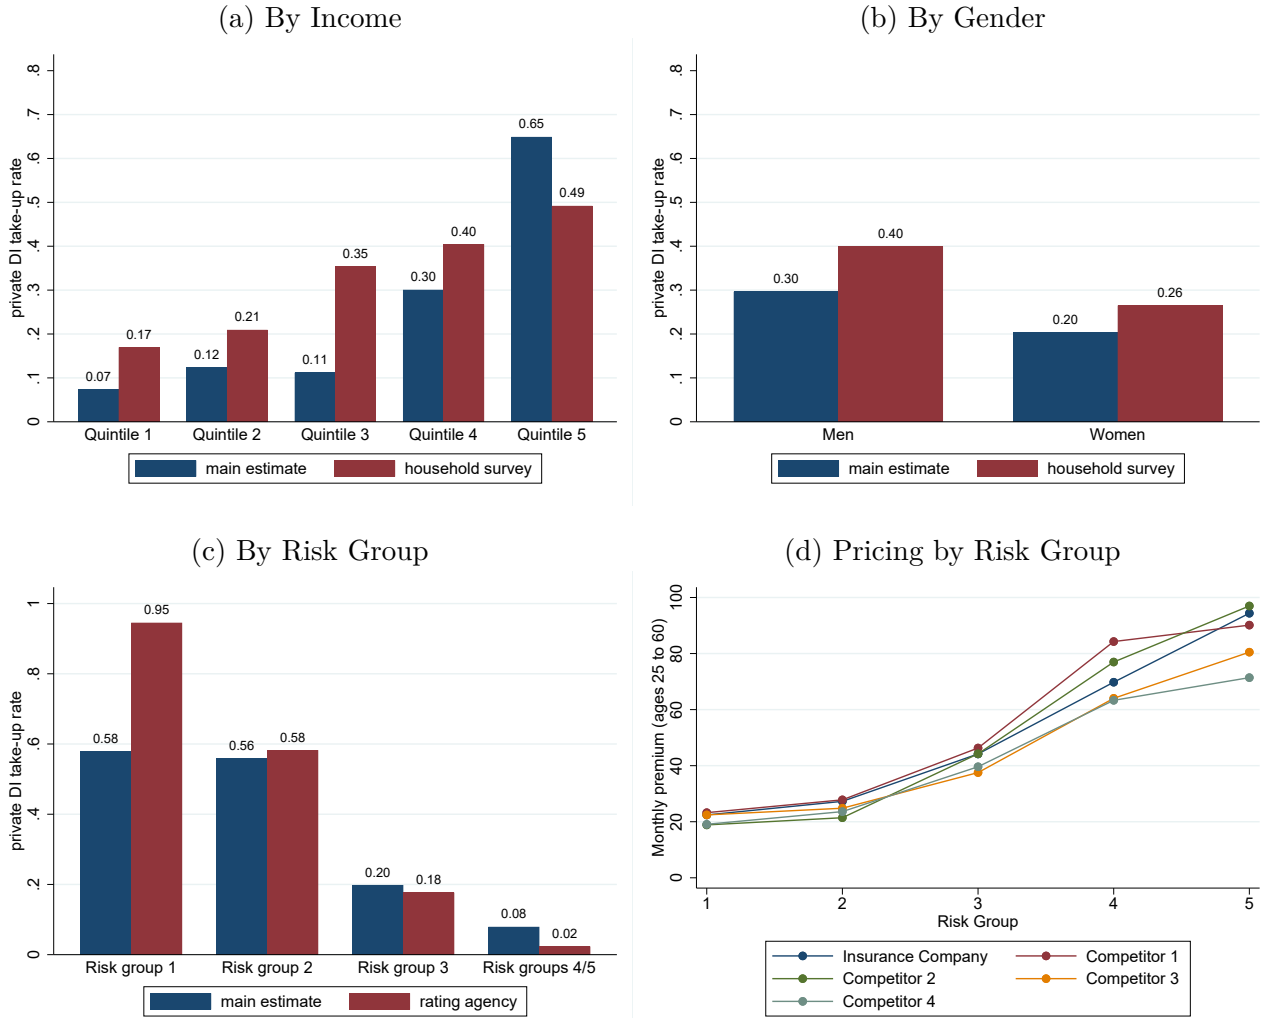 (a) By Income
private DI take-up rate
.8
.7
.6
.5
.4
.3
.2
.1
0
0.07
0.17
0.12
0.21
0.11
0.35
0.30
0.40
0.65
0.49
Quintile 1
Quintile 2
Quintile 3
Quintile 4
Quintile 5
main estimate
household survey
(b) By Gender
private DI take-up rate
.8
.7
.6
.5
.4
.3
.2
.1
0
0.30
0.40
0.20
0.26
Men
Women
main estimate
household survey
(c) By Risk Group
private DI take-up rate
1
.8
.6
.4
.2
0
0.58
0.95
0.56
0.58
0.20
0.18
0.08
0.02
Risk group 1
Risk group 2
Risk group 3
Risk groups 4/5
main estimate
rating agency
(d) Pricing by Risk Group
Monthly premium (ages 25 to 60)
100
80
60
40
20
0
1
2
3
4
5
Risk Group
Insurance Company
Competitor 1
Competitor 2
Competitor 3
Competitor 4